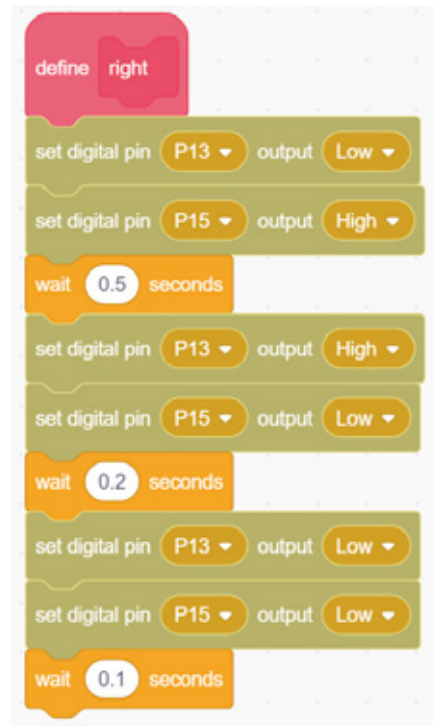 define right
set digital pin P13 output Low
set digital pin P15 output High
wait 0.5 seconds
set digital pin P13 output High
set digital pin P15 output Low
wait 0.2 seconds
set digital pin P13 output Low
set digital pin P15 output Low
wait 0.1 seconds